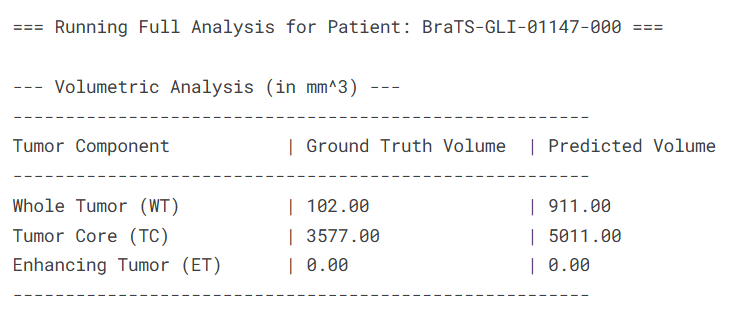 === Running Full Analysis for Patient: BraTS-GLI-01147-000 ===
--- Volumetric Analysis (in mm^3) ---
-------------------------------------------------------
Tumor Component | Ground Truth Volume | Predicted Volume
-------------------------------------------------------
Whole Tumor (WT) | 102.00 | 911.00
Tumor Core (TC) | 3577.00 | 5011.00
Enhancing Tumor (ET) | 0.00 | 0.00
-------------------------------------------------------